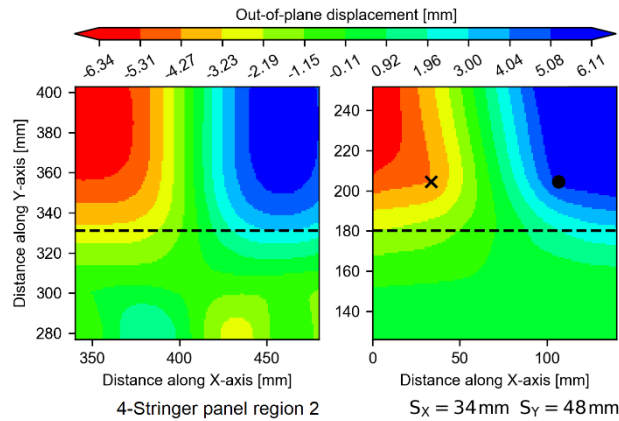 Out-of-plane displacement [mm]
-6.34 -5.31 -4.27 -3.23 -2.19 -1.15 -0.11 0.92 1.96 3.00 4.04 5.08 6.11
Distance along Y-axis [mm]
400
380
360
340
320
300
280
350 400 450
Distance along X-axis [mm]
240
220
200
180
160
140
0 50 100
Distance along X-axis [mm]
4-Stringer panel region 2
S_X = 34 mm S_Y = 48 mm